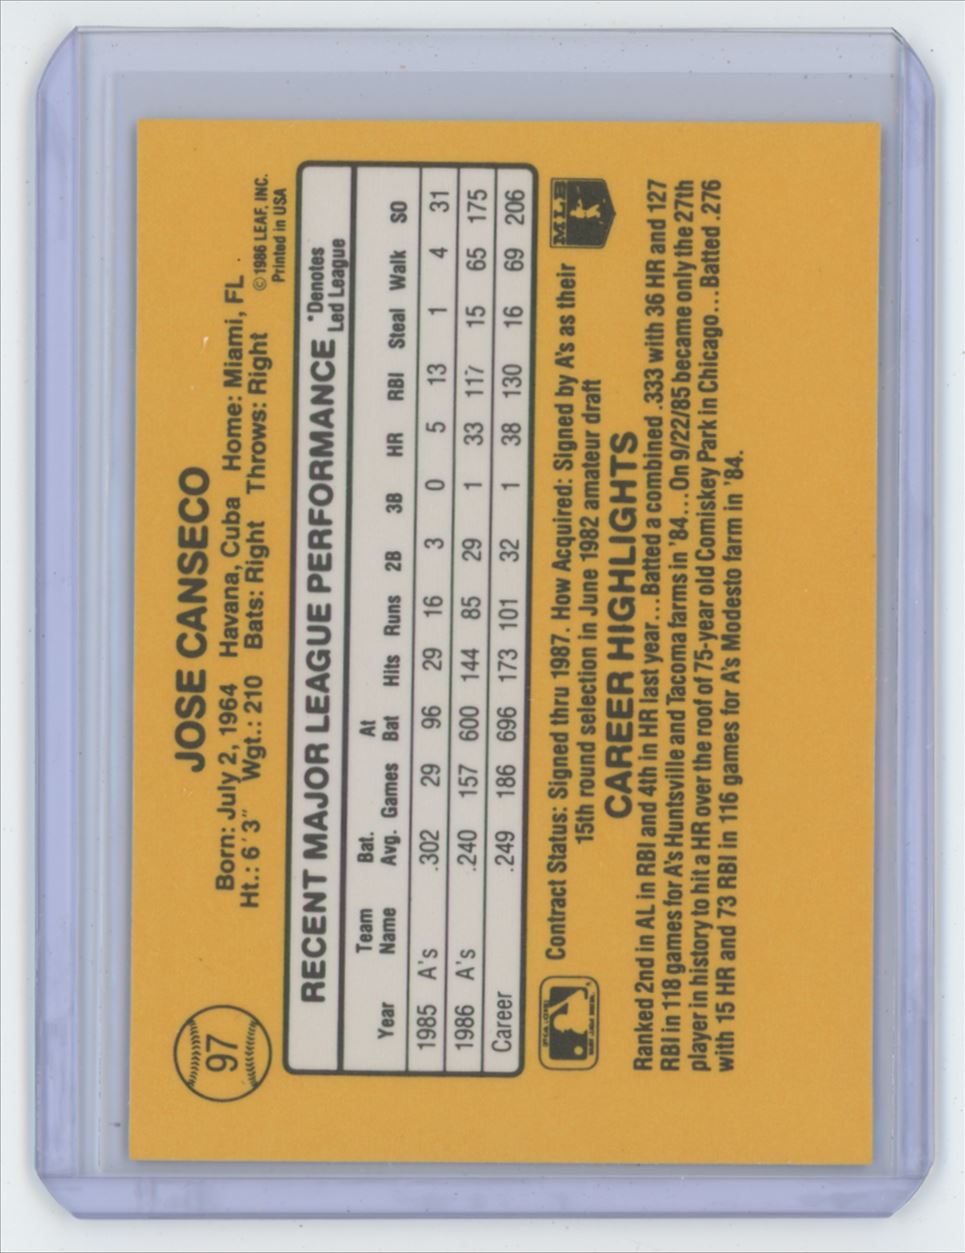 97
JOSE CANSECO
Born: July 2, 1964 Havana, Cuba Home: Miami, FL
Ht.: 6'3" Wgt.: 210 Bats: Right Throws: Right
©1986 LEAF, INC.
Printed in USA
RECENT MAJOR LEAGUE PERFORMANCE *Denotes Led League
Year Team Name Bat. Avg. Games At Bat Hits Runs 2B 3B HR RBI Steal Walk SO
1985 A's .302 29 96 29 16 3 0 5 13 1 4 31
1986 A's .240 157 600 144 85 29 1 33 117 15 65 175
Career .249 186 696 173 101 32 1 38 130 16 69 206
Contract Status: Signed thru 1987. How Acquired: Signed by A's as their
15th round selection in June 1982 amateur draft
MLB
CAREER HIGHLIGHTS
Ranked 2nd in AL in RBI and 4th in HR last year...Batted a combined .333 with 36 HR and 127
RBI in 118 games for A's Huntsville and Tacoma farms in '84...On 9/22/85 became only the 27th
player in history to hit a HR over the roof of 75-year old Comiskey Park in Chicago...Batted .276
with 15 HR and 73 RBI in 116 games for A's Modesto farm in '84.